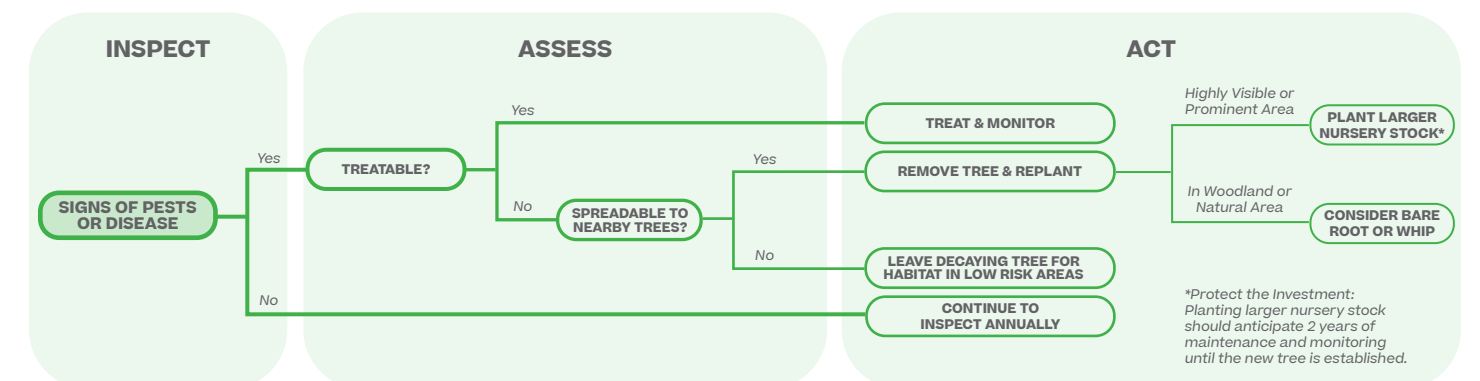 INSPECT
ASSESS
ACT
SIGNS OF PESTS
OR DISEASE
Yes
No
TREATABLE?
Yes
No
SPREADABLE TO
NEARBY TREES?
Yes
No
TREAT & MONITOR
REMOVE TREE & REPLANT
LEAVE DECAYING TREE FOR
HABITAT IN LOW RISK AREAS
CONTINUE TO
INSPECT ANNUALLY
Highly Visible or
Prominent Area
PLANT LARGER
NURSERY STOCK*
In Woodland or
Natural Area
CONSIDER BARE
ROOT OR WHIP
*Protect the Investment:
Planting larger nursery stock
should anticipate 2 years of
maintenance and monitoring
until the new tree is established.